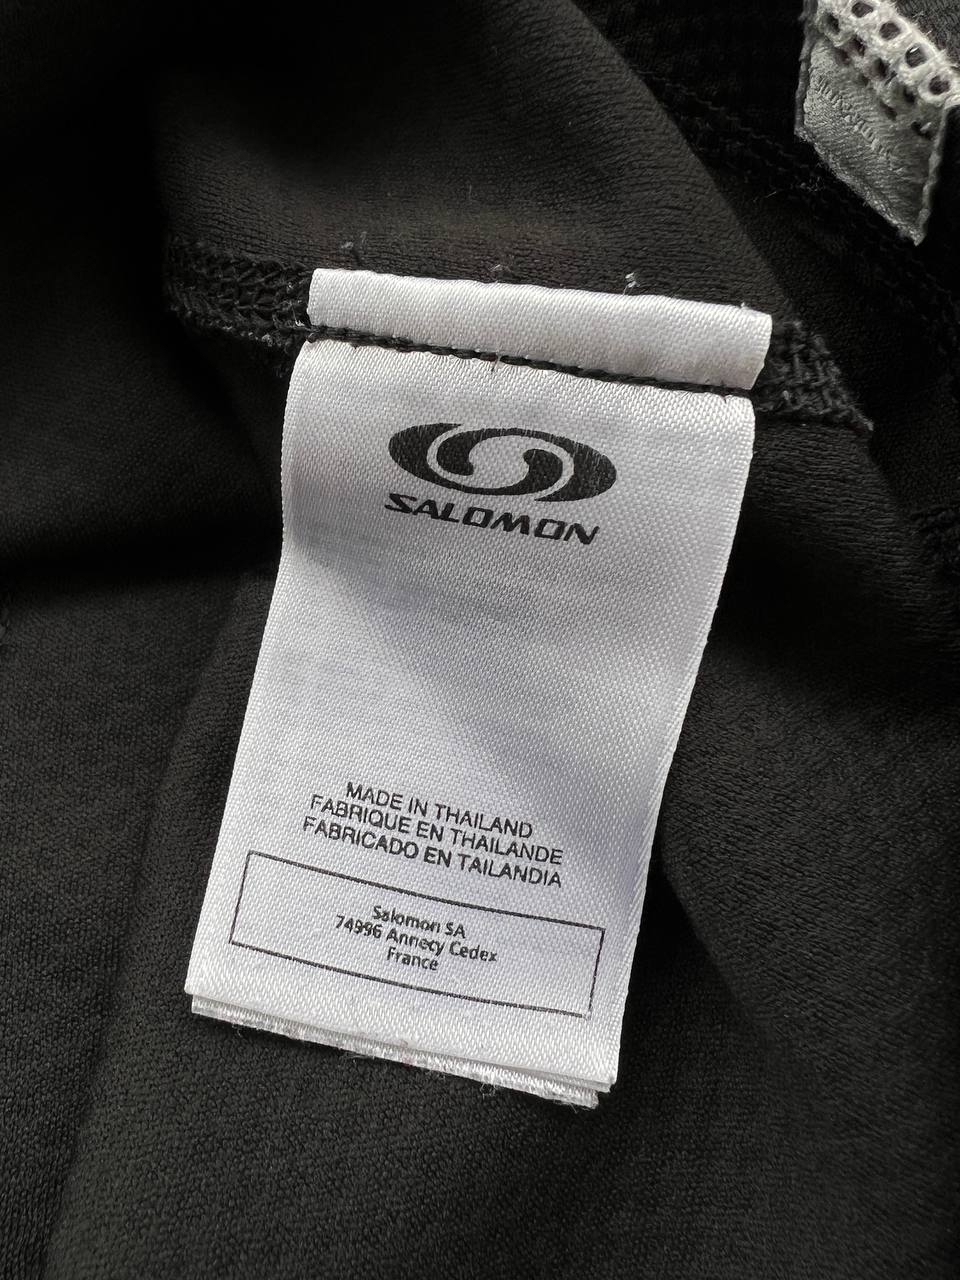 SALOMON
MADE IN THAILAND
FABRIQUE EN THAILANDE
FABRICADO EN TAILANDIA
Salomon SA
74996 Annecy Cedex
France